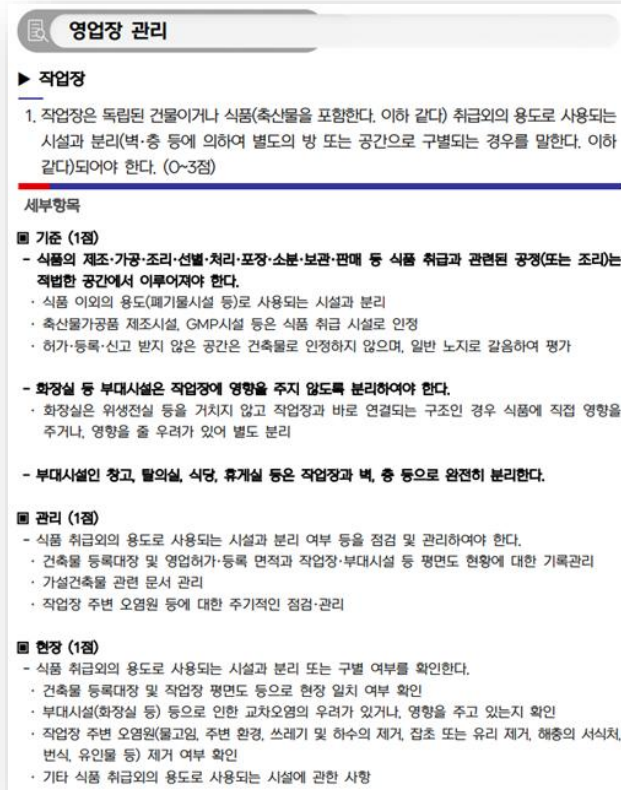 영업장 관리
▶ 작업장
1. 작업장은 독립된 건물이거나 식품(축산물을 포함한다. 이하 같다) 취급외의 용도로 사용되는
시설과 분리(벽·층 등에 의하여 별도의 방 또는 공간으로 구별되는 경우를 말한다. 이하
같다)되어야 한다. (0~3점)
세부항목
▣ 기준 (1점)
- 식품의 제조·가공·조리·선별·처리·포장·소분·보관·판매 등 식품 취급과 관련된 공정(또는 조리)는
적법한 공간에서 이루어져야 한다.
· 식품 이외의 용도(폐기물시설 등)로 사용되는 시설과 분리
· 축산물가공품 제조시설, GMP시설 등은 식품 취급 시설로 인정
· 허가·등록·신고 받지 않은 공간은 건축물로 인정하지 않으며, 일반 노지로 갈음하여 평가
- 화장실 등 부대시설은 작업장에 영향을 주지 않도록 분리하여야 한다.
· 화장실은 위생전실 등을 거치지 않고 작업장과 바로 연결되는 구조인 경우 식품에 직접 영향을
주거나, 영향을 줄 우려가 있어 별도 분리
- 부대시설인 창고, 탈의실, 식당, 휴게실 등은 작업장과 벽, 층 등으로 완전히 분리한다.
▣ 관리 (1점)
- 식품 취급외의 용도로 사용되는 시설과 분리 여부 등을 점검 및 관리하여야 한다.
· 건축물 등록대장 및 영업허가·등록 면적과 작업장·부대시설 등 평면도 현황에 대한 기록관리
· 가설건축물 관련 문서 관리
· 작업장 주변 오염원 등에 대한 주기적인 점검·관리
▣ 현장 (1점)
- 식품 취급외의 용도로 사용되는 시설과 분리 또는 구별 여부를 확인한다.
· 건축물 등록대장 및 작업장 평면도 등으로 현장 일치 여부 확인
· 부대시설(화장실 등) 등으로 인한 교차오염의 우려가 있거나, 영향을 주고 있는지 확인
· 작업장 주변 오염원(물고임, 주변 환경, 쓰레기 및 하수의 제거, 잡초 또는 유리 제거, 해충의 서식처,
번식, 유인물 등) 제거 여부 확인
· 기타 식품 취급외의 용도로 사용되는 시설에 관한 사항